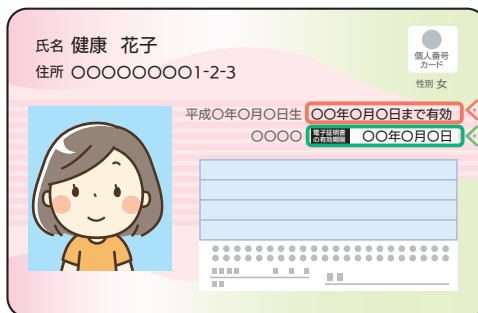 氏名 健康 花子
住所 〇〇〇〇〇〇〇〇〇1-2-3
個人番号
カード
性別 女
平成〇年〇月〇日生 〇〇年〇月〇日まで有効
〇〇〇〇 電子証明書の有効期限 〇〇年〇月〇日